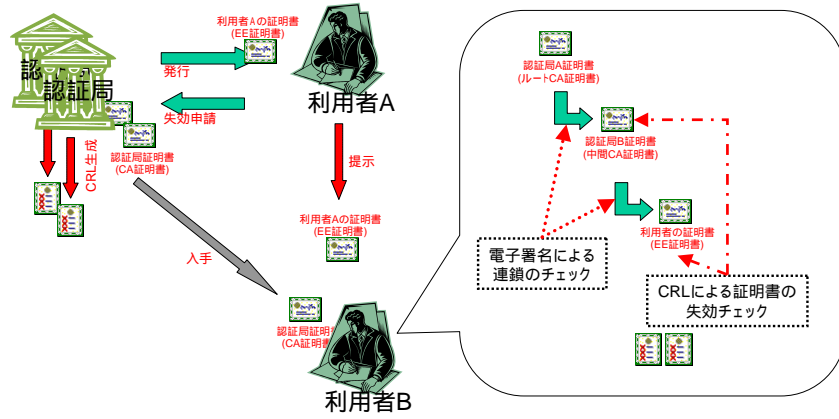 利用者Aの証明書
(EE証明書)
発行
認証局
利用者A
失効申請
認証局証明書
(CA証明書)
CRL生成
提示
入手
利用者Aの証明書
(EE証明書)
認証局証明書
(CA証明書)
利用者B
認証局A証明書
(ルートCA証明書)
認証局B証明書
(中間CA証明書)
利用者の証明書
(EE証明書)
電子署名による
連鎖のチェック
CRLによる証明書の
失効チェック